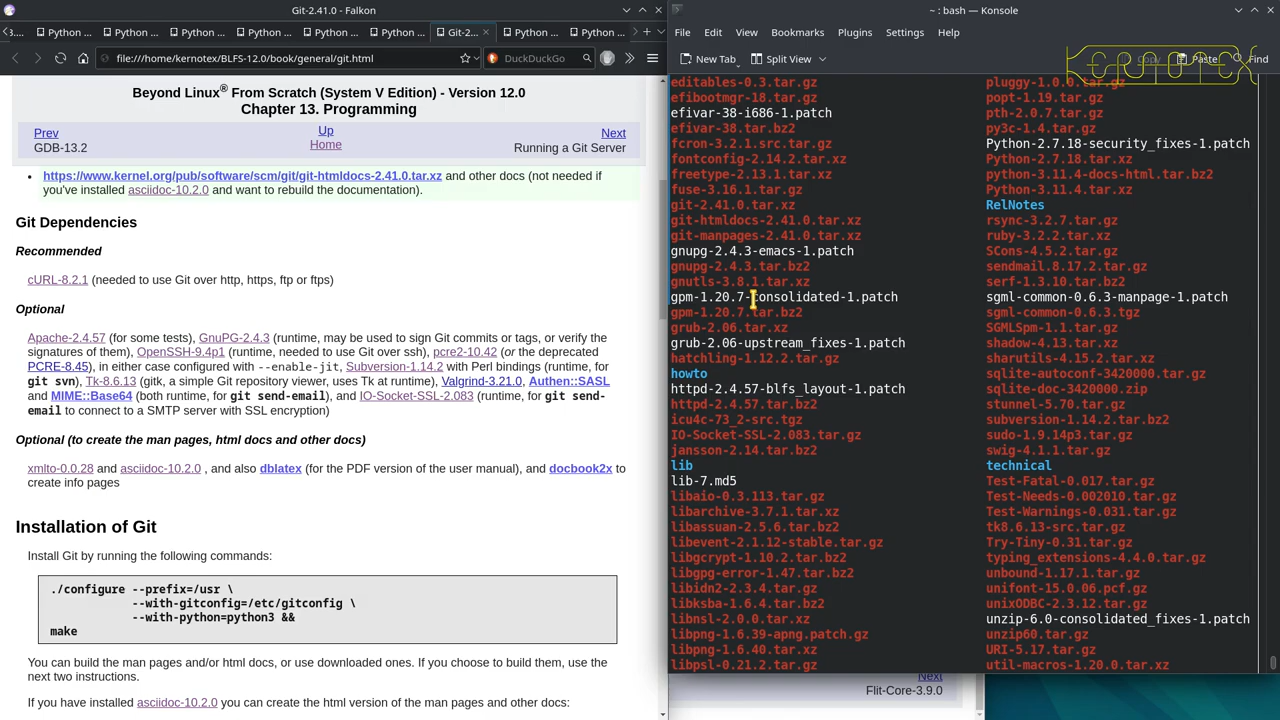 Git-2.41.0 - Falkon
3....
Python ...
Python ...
Python ...
Python ...
Python ...
Python ...
Git-2...
Python ...
Python ...
file:///home/kernotex/BLFS-12.0/book/general/git.html
DuckDuckGo
Beyond Linux® From Scratch (System V Edition) - Version 12.0
Chapter 13. Programming
Prev
Up
Next
GDB-13.2
Home
Running a Git Server
https://www.kernel.org/pub/software/scm/git/git-htmldocs-2.41.0.tar.xz and other docs (not needed if
you've installed asciidoc-10.2.0 and want to rebuild the documentation).
Git Dependencies
Recommended
cURL-8.2.1 (needed to use Git over http, https, ftp or ftps)
Optional
Apache-2.4.57 (for some tests), GnuPG-2.4.3 (runtime, may be used to sign Git commits or tags, or verify the
signatures of them), OpenSSH-9.4p1 (runtime, needed to use Git over ssh), pcre2-10.42 (or the deprecated
PCRE-8.45), in either case configured with --enable-jit, Subversion-1.14.2 with Perl bindings (runtime, for
git svn), Tk-8.6.13 (gitk, a simple Git repository viewer, uses Tk at runtime), Valgrind-3.21.0, Authen::SASL
and MIME::Base64 (both runtime, for git send-email), and IO-Socket-SSL-2.083 (runtime, for git send-
email to connect to a SMTP server with SSL encryption)
Optional (to create the man pages, html docs and other docs)
xmlto-0.0.28 and asciidoc-10.2.0 , and also dblatex (for the PDF version of the user manual), and docbook2x to
create info pages
Installation of Git
Install Git by running the following commands:
./configure --prefix=/usr \
--with-gitconfig=/etc/gitconfig \
--with-python=python3 &&
make
You can build the man pages and/or html docs, or use downloaded ones. If you choose to build them, use the
next two instructions.
If you have installed asciidoc-10.2.0 you can create the html version of the man pages and other docs:
~ : bash — Konsole
File Edit View Bookmarks Plugins Settings Help
New Tab
Split View
Copy
Paste
Find
Kernotex
editables-0.3.tar.gz
efibootmgr-18.tar.gz
efivar-38-i686-1.patch
efivar-38.tar.bz2
fcron-3.2.1.src.tar.gz
fontconfig-2.14.2.tar.xz
freetype-2.13.1.tar.xz
fuse-3.16.1.tar.gz
git-2.41.0.tar.xz
git-htmldocs-2.41.0.tar.xz
git-manpages-2.41.0.tar.xz
gnupg-2.4.3-emacs-1.patch
gnupg-2.4.3.tar.bz2
gnutls-3.8.1.tar.xz
gpm-1.20.7-consolidated-1.patch
gpm-1.20.7.tar.bz2
grub-2.06.tar.xz
grub-2.06-upstream_fixes-1.patch
hatchling-1.12.2.tar.gz
howto
httpd-2.4.57-blfs_layout-1.patch
httpd-2.4.57.tar.bz2
icu4c-73_2-src.tgz
IO-Socket-SSL-2.083.tar.gz
jansson-2.14.tar.bz2
lib
lib-7.md5
libaio-0.3.113.tar.gz
libarchive-3.7.1.tar.xz
libassuan-2.5.6.tar.bz2
libevent-2.1.12-stable.tar.gz
libgcrypt-1.10.2.tar.bz2
libgpg-error-1.47.tar.bz2
libidn2-2.3.4.tar.gz
libksba-1.6.4.tar.bz2
libnsl-2.0.0.tar.xz
libpng-1.6.39-apng.patch.gz
libpng-1.6.40.tar.xz
libpsl-0.21.2.tar.gz
pluggy-1.0.0.tar.gz
popt-1.19.tar.gz
pth-2.0.7.tar.gz
py3c-1.4.tar.gz
Python-2.7.18-security_fixes-1.patch
Python-2.7.18.tar.xz
python-3.11.4-docs-html.tar.bz2
Python-3.11.4.tar.xz
RelNotes
rsync-3.2.7.tar.gz
ruby-3.2.2.tar.xz
SCons-4.5.2.tar.gz
sendmail.8.17.2.tar.gz
serf-1.3.10.tar.bz2
sgml-common-0.6.3-manpage-1.patch
sgml-common-0.6.3.tgz
SGMLSpm-1.1.tar.gz
shadow-4.13.tar.xz
sharutils-4.15.2.tar.xz
sqlite-autoconf-3420000.tar.gz
sqlite-doc-3420000.zip
stunnel-5.70.tar.gz
subversion-1.14.2.tar.bz2
sudo-1.9.14p3.tar.gz
swig-4.1.1.tar.gz
technical
Test-Fatal-0.017.tar.gz
Test-Needs-0.002010.tar.gz
Test-Warnings-0.031.tar.gz
tk8.6.13-src.tar.gz
Try-Tiny-0.31.tar.gz
typing_extensions-4.4.0.tar.gz
unbound-1.17.1.tar.gz
unifont-15.0.06.pcf.gz
unixODBC-2.3.12.tar.gz
unzip-6.0-consolidated_fixes-1.patch
unzip60.tar.gz
URI-5.17.tar.gz
util-macros-1.20.0.tar.xz
Next
Flit-Core-3.9.0